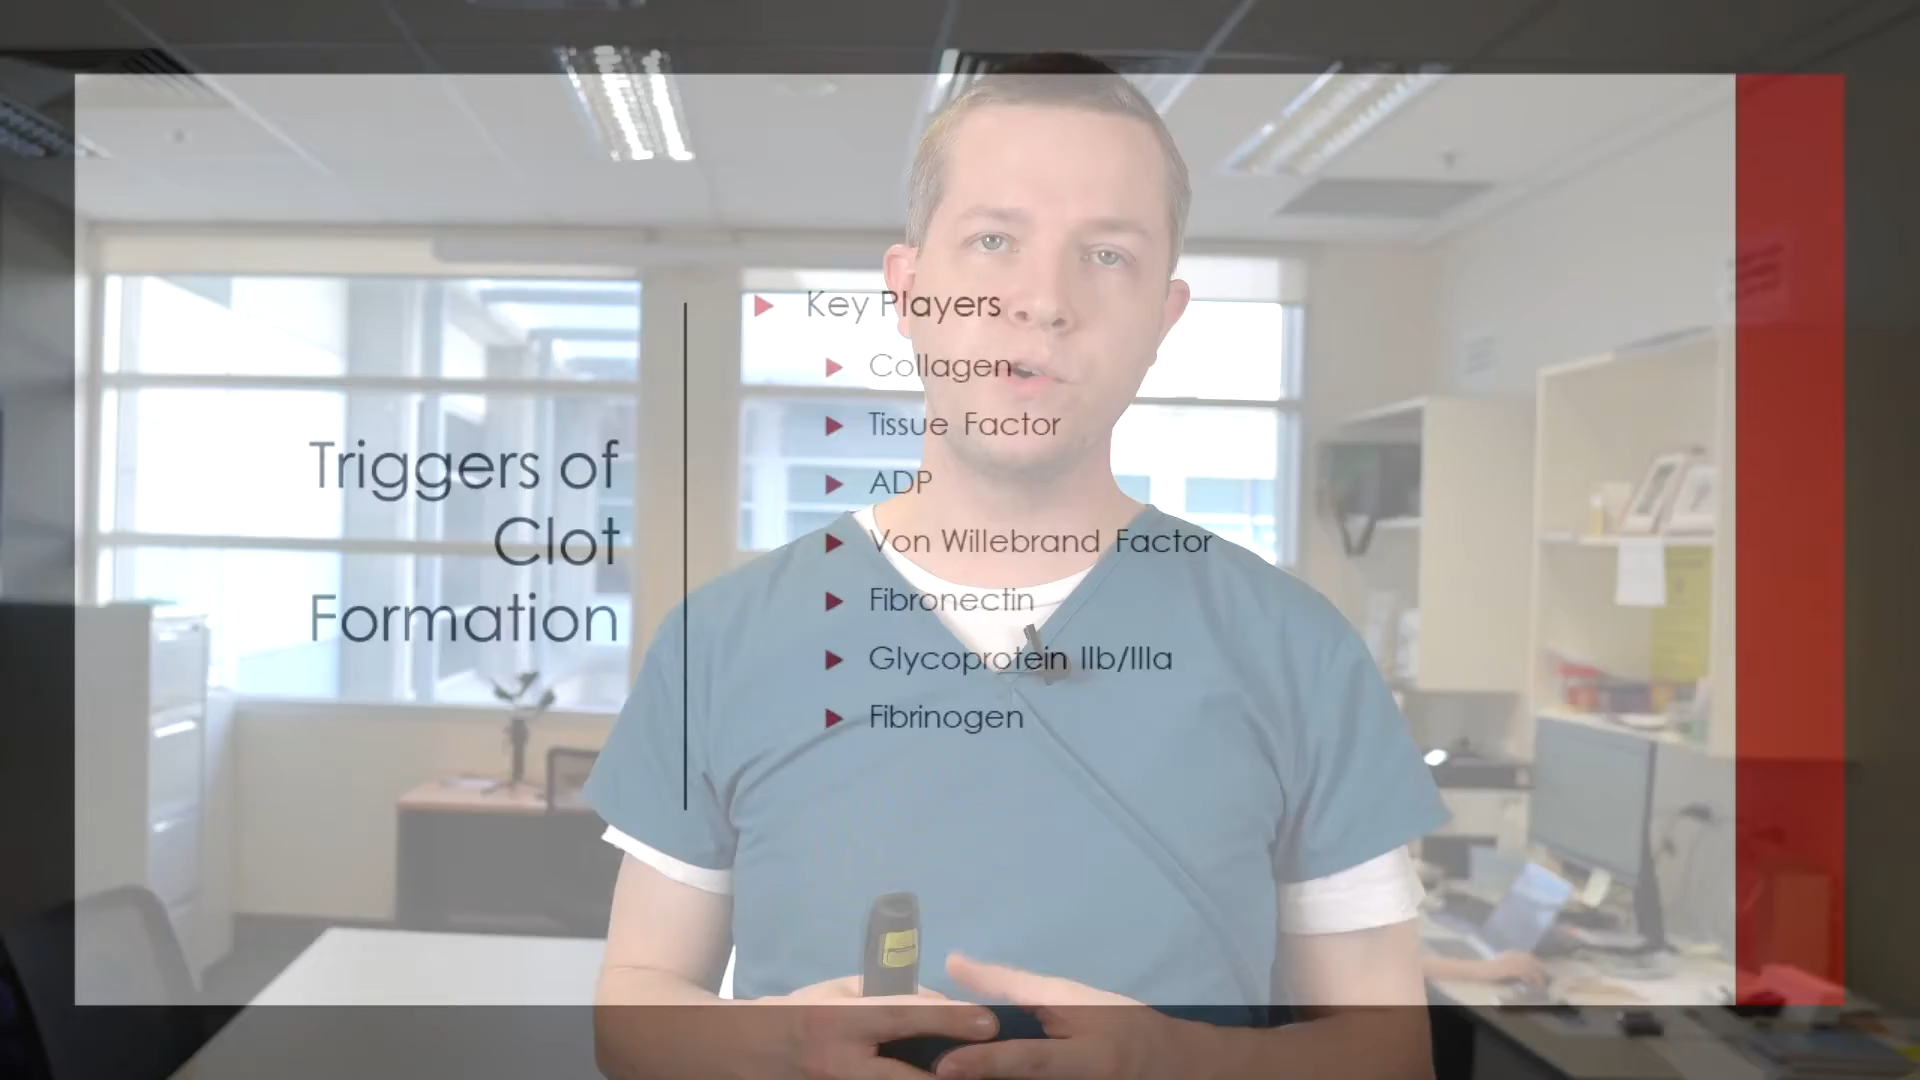 Triggers of
Clot
Formation
Key Players
Collagen
Tissue Factor
ADP
Von Willebrand Factor
Fibronectin
Glycoprotein IIb/IIIa
Fibrinogen